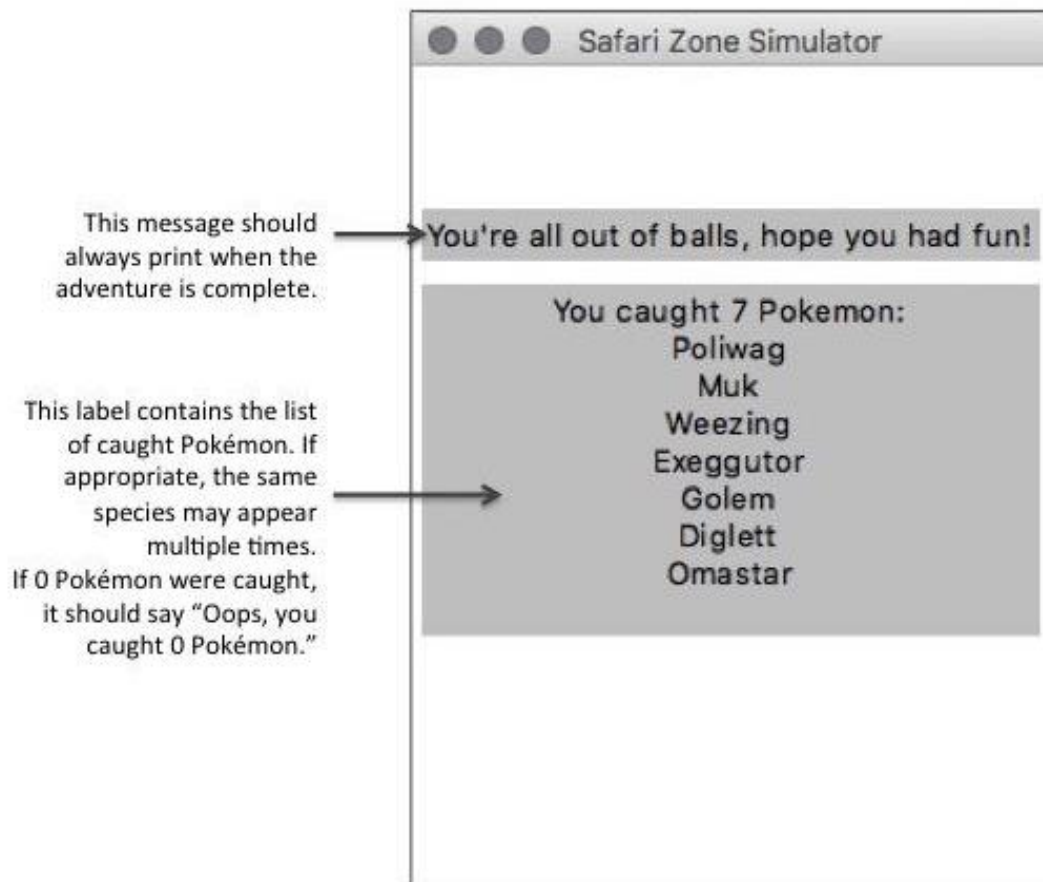 Safari Zone Simulator
This message should
always print when the
adventure is complete.
You're all out of balls, hope you had fun!
You caught 7 Pokemon:
Poliwag
Muk
Weezing
Exeggutor
Golem
Diglett
Omastar
This label contains the list
of caught Pokémon. If
appropriate, the same
species may appear
multiple times.
If 0 Pokémon were caught,
it should say “Oops, you
caught 0 Pokémon.”